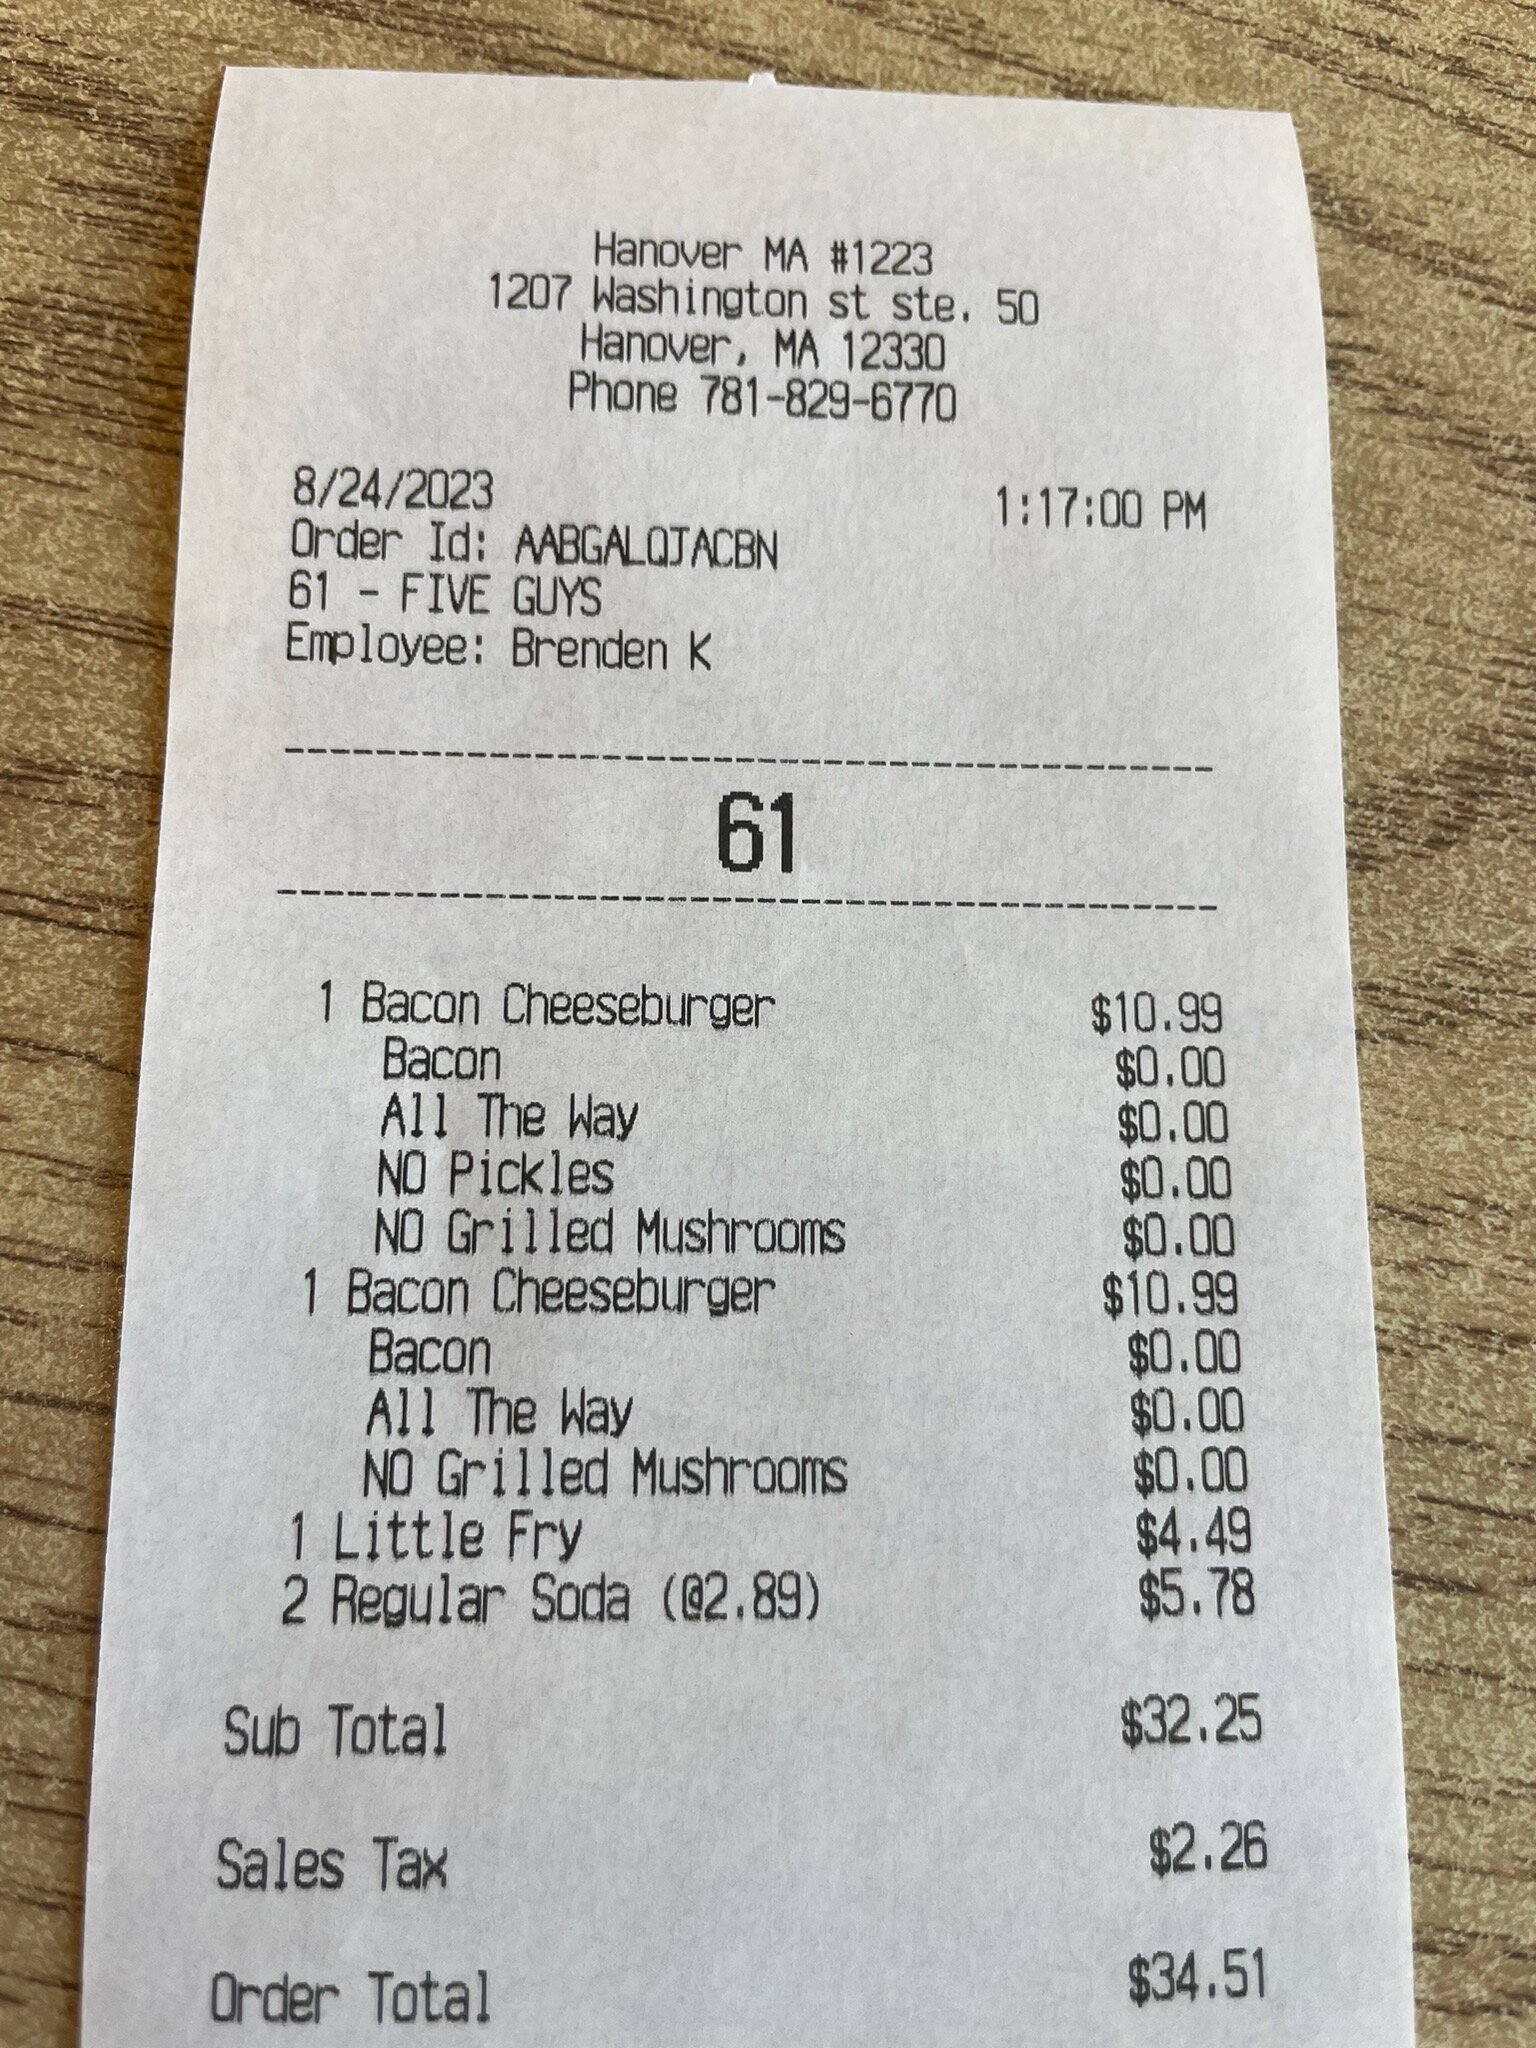 Hanover MA #1223
1207 Washington st ste. 50
Hanover, MA 12330
Phone 781-829-6770
8/24/2023 1:17:00 PM
Order Id: AABGALQJACBN
61 - FIVE GUYS
Employee: Brenden K
----------------------------------------
61
----------------------------------------
1 Bacon Cheeseburger $10.99
Bacon $0.00
All The Way $0.00
NO Pickles $0.00
NO Grilled Mushrooms $0.00
1 Bacon Cheeseburger $10.99
Bacon $0.00
All The Way $0.00
NO Grilled Mushrooms $0.00
1 Little Fry $4.49
2 Regular Soda (@2.89) $5.78
Sub Total $32.25
Sales Tax $2.26
Order Total $34.51